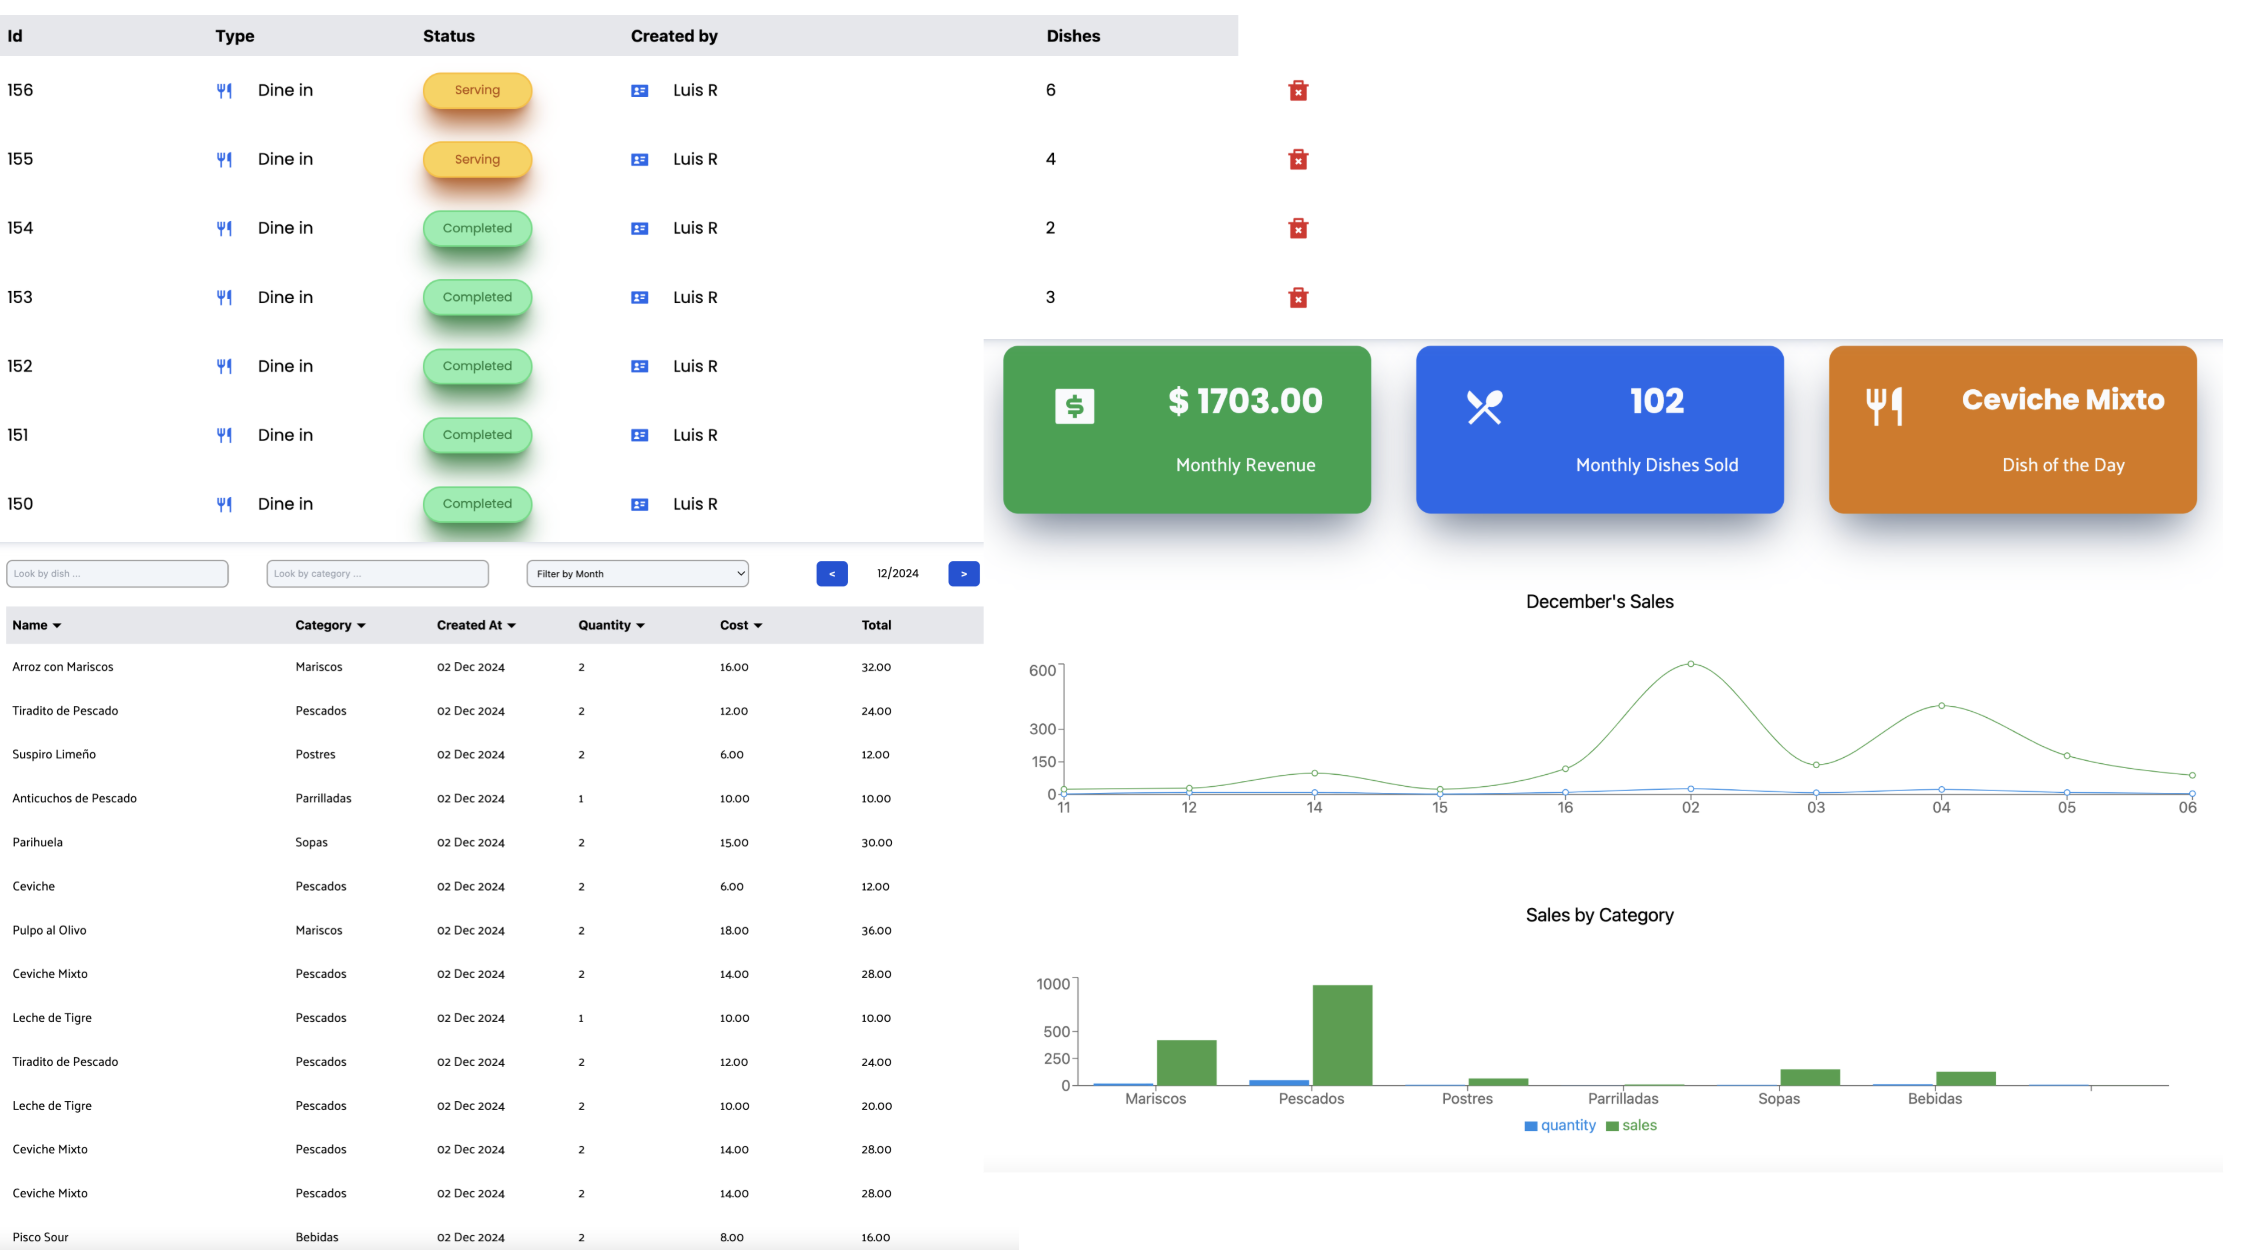 Id Type Status Created by Dishes
156 Dine in Serving Luis R 6
155 Dine in Serving Luis R 4
154 Dine in Completed Luis R 2
153 Dine in Completed Luis R 3
152 Dine in Completed Luis R
151 Dine in Completed Luis R
150 Dine in Completed Luis R
$ 1703.00
Monthly Revenue
102
Monthly Dishes Sold
Ceviche Mixto
Dish of the Day
Look by dish ... Look by category ... Filter by Month < 12/2024 >
Name Category Created At Quantity Cost Total
Arroz con Mariscos Mariscos 02 Dec 2024 2 16.00 32.00
Tiradito de Pescado Pescados 02 Dec 2024 2 12.00 24.00
Suspiro Limeño Postres 02 Dec 2024 2 6.00 12.00
Anticuchos de Pescado Parrilladas 02 Dec 2024 1 10.00 10.00
Parihuela Sopas 02 Dec 2024 2 15.00 30.00
Ceviche Pescados 02 Dec 2024 2 6.00 12.00
Pulpo al Olivo Mariscos 02 Dec 2024 2 18.00 36.00
Ceviche Mixto Pescados 02 Dec 2024 2 14.00 28.00
Leche de Tigre Pescados 02 Dec 2024 1 10.00 10.00
Tiradito de Pescado Pescados 02 Dec 2024 2 12.00 24.00
Leche de Tigre Pescados 02 Dec 2024 2 10.00 20.00
Ceviche Mixto Pescados 02 Dec 2024 2 14.00 28.00
Ceviche Mixto Pescados 02 Dec 2024 2 14.00 28.00
Pisco Sour Bebidas 02 Dec 2024 2 8.00 16.00
December's Sales
600
300
150
0
11 12 14 15 16 02 03 04 05 06
Sales by Category
1000
500
250
0
Mariscos Pescados Postres Parrilladas Sopas Bebidas
quantity sales